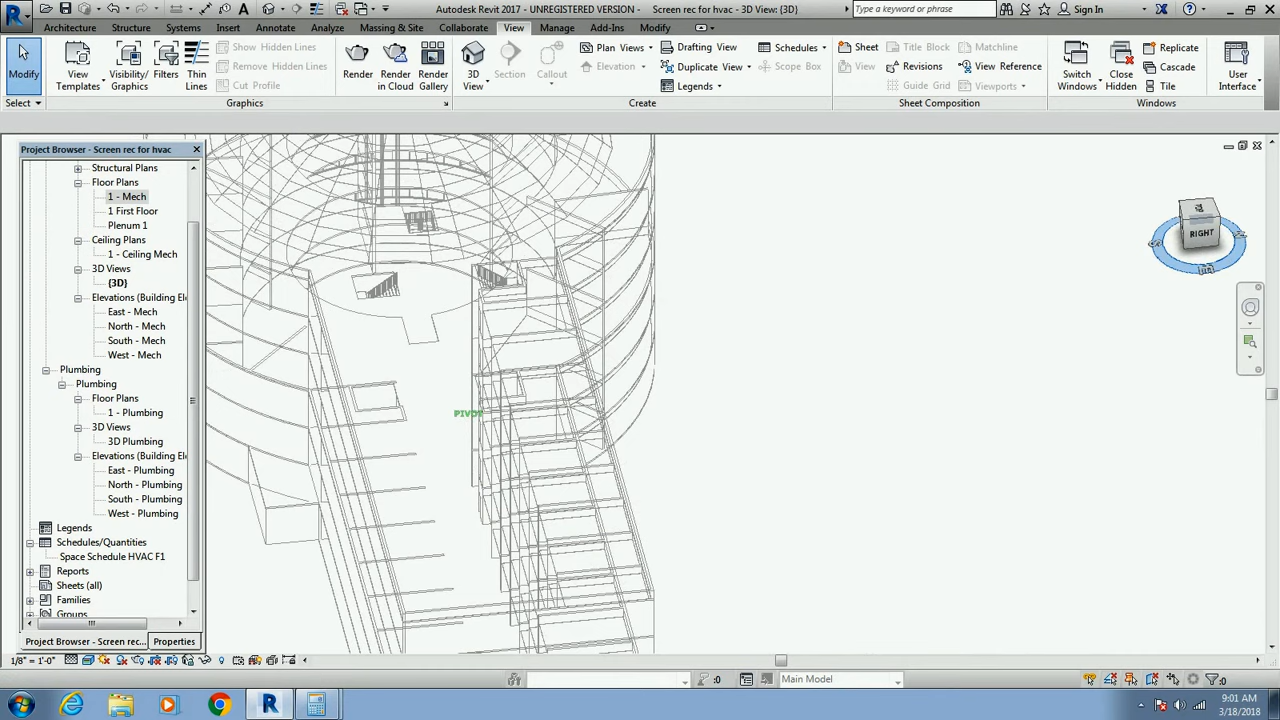 Autodesk Revit 2017 - UNREGISTERED VERSION - Screen rec for hvac - 3D View: {3D}
Type a keyword or phrase
Sign In
Architecture Structure Systems Insert Annotate Analyze Massing & Site Collaborate View Manage Add-Ins Modify
Modify
View Templates
Visibility/ Graphics
Filters
Thin Lines
Show Hidden Lines
Remove Hidden Lines
Cut Profile
Render
Render in Cloud
Render Gallery
3D View
Section
Callout
Plan Views
Elevation
Drafting View
Duplicate View
Legends
Schedules
Scope Box
Sheet
View
Title Block
Revisions
Guide Grid
Matchline
View Reference
Viewports
Switch Windows
Close Hidden
Replicate
Cascade
Tile
User Interface
Select Graphics Create Sheet Composition Windows
Project Browser - Screen rec for hvac
Structural Plans
Floor Plans
1 - Mech
1 First Floor
Plenum 1
Ceiling Plans
1 - Ceiling Mech
3D Views
{3D}
Elevations (Building El
East - Mech
North - Mech
South - Mech
West - Mech
Plumbing
Plumbing
Floor Plans
1 - Plumbing
3D Views
3D Plumbing
Elevations (Building El
East - Plumbing
North - Plumbing
South - Plumbing
West - Plumbing
Legends
Schedules/Quantities
Space Schedule HVAC F1
Reports
Sheets (all)
Families
Groups
Project Browser - Screen rec... Properties
PIVOT
RIGHT
1/8" = 1'-0"
:0
Main Model
:0
9:01 AM
3/18/2018